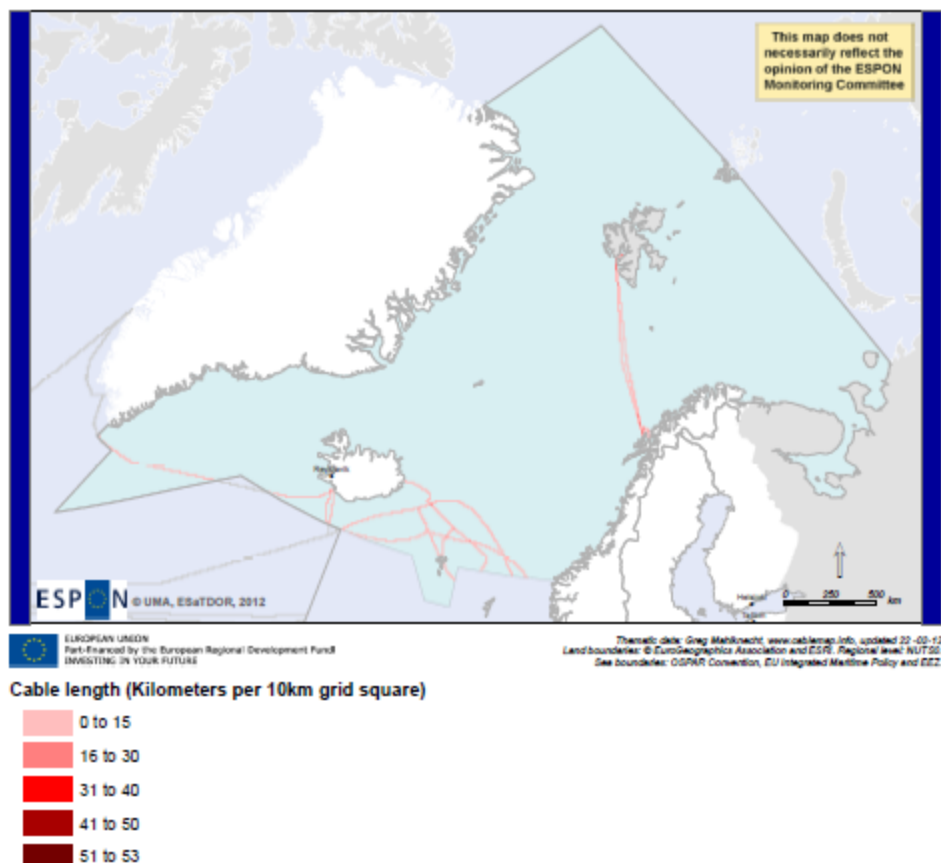 This map does not
necessarily reflect the
opinion of the ESPON
Monitoring Committee
Reykjavik
Helsinki
Tallinn
0 250 500
km
ESPON © UMA, ESaTDOR, 2012
EUROPEAN UNION
Part-financed by the European Regional Development Fund
INVESTING IN YOUR FUTURE
Thematic data: Greg Mahlknecht, www.cablemap.info, updated 22 -02-12
Land boundaries: © EuroGeographics Association and ESRI. Regional level: NUTS0
Sea boundaries: OSPAR Convention, EU Integrated Maritime Policy and EEZ
Cable length (Kilometers per 10km grid square)
0 to 15
16 to 30
31 to 40
41 to 50
51 to 53